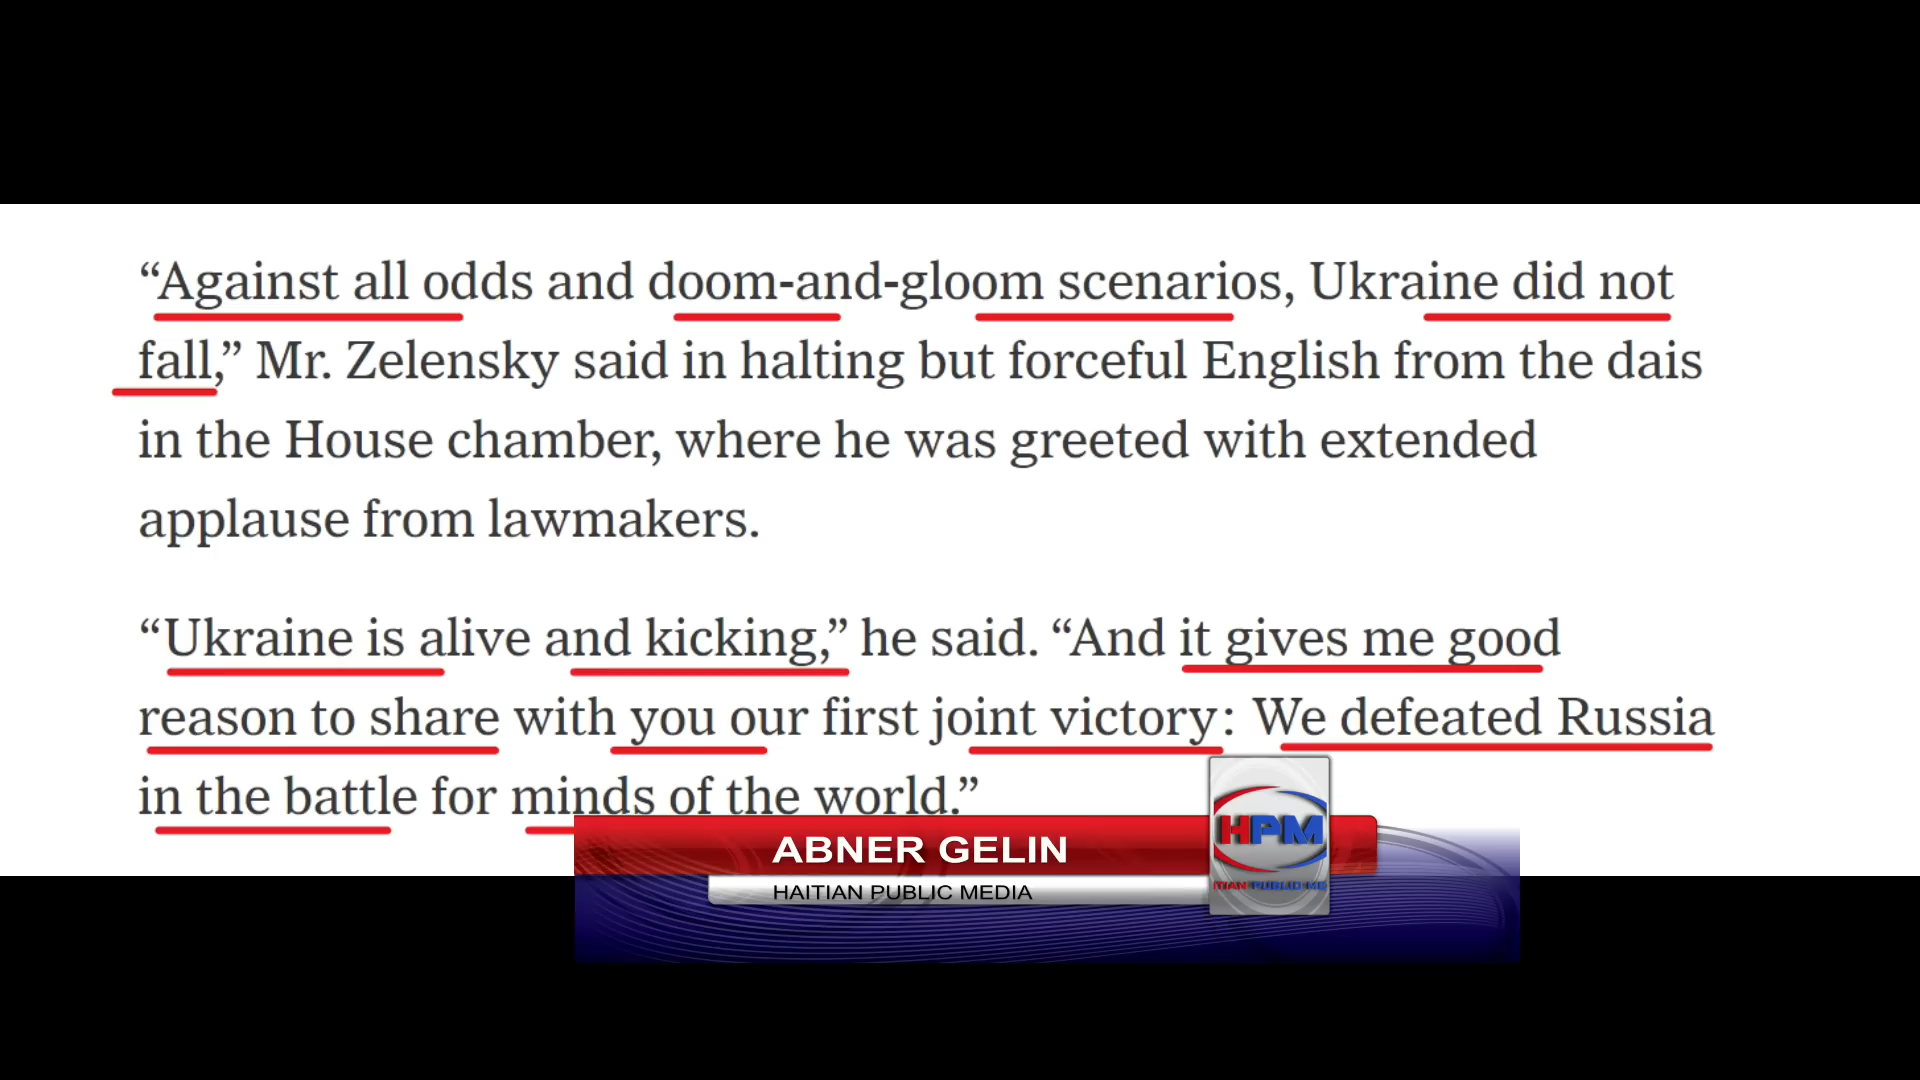 “Against all odds and doom-and-gloom scenarios, Ukraine did not
fall,” Mr. Zelensky said in halting but forceful English from the dais
in the House chamber, where he was greeted with extended
applause from lawmakers.
“Ukraine is alive and kicking,” he said. “And it gives me good
reason to share with you our first joint victory: We defeated Russia
in the battle for minds of the world.”
ABNER GELIN
HAITIAN PUBLIC MEDIA
HPM